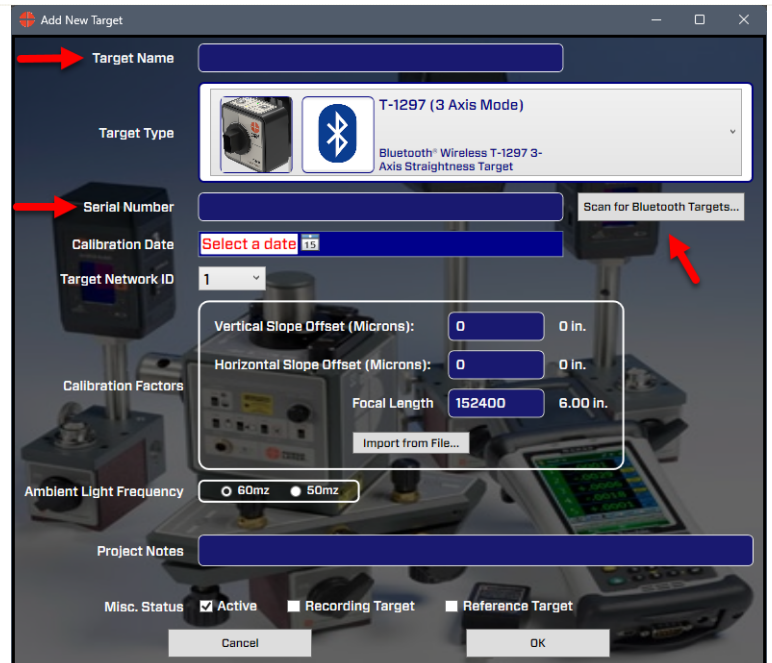 Add New Target
Target Name
Target Type
T-1297 (3 Axis Mode)
Bluetooth® Wireless T-1297 3-
Axis Straightness Target
Serial Number
Scan for Bluetooth Targets...
Calibration Date
Select a date 15
Target Network ID
1
Calibration Factors
Vertical Slope Offset (Microns): 0 0 in.
Horizontal Slope Offset (Microns): 0 0 in.
Focal Length 152400 6.00 in.
Import from File...
Ambient Light Frequency
60mz 50mz
Project Notes
Misc. Status
Active Recording Target Reference Target
Cancel OK